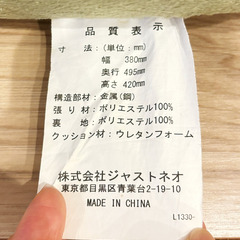 品質表示
寸法:(単位:mm)
幅 380mm
奥行 495mm
高さ 420mm
構造部材:金属(鋼)
張り材:ポリエステル100%
裏地:ポリエステル100%
クッション材:ウレタンフォーム
株式会社ジャストネオ
東京都目黒区青葉台2-19-10
MADE IN CHINA
L1330-